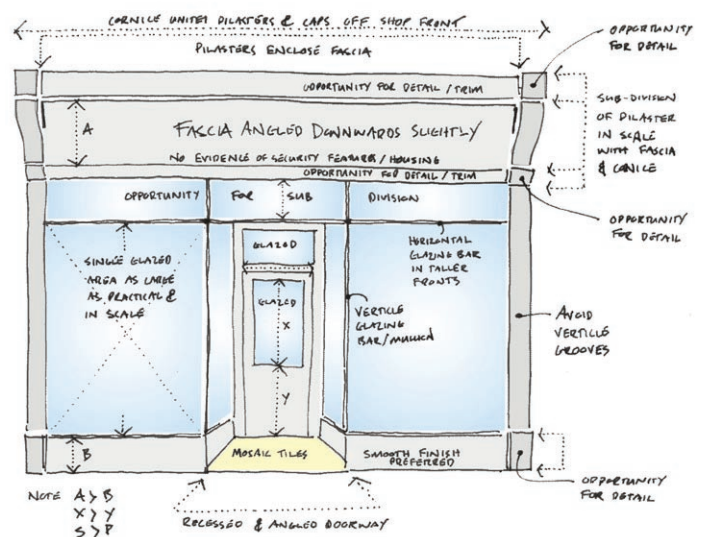 CORNICE UNITES PILASTERS & CAPS OFF SHOP FRONT
PILASTERS ENCLOSE FASCIA
OPPORTUNITY
FOR DETAIL
OPPORTUNITY FOR DETAIL / TRIM
SUB-DIVISION
OF PILASTER
IN SCALE
WITH FASCIA
& CONICE
A
FASCIA ANGLED DOWNWARDS SLIGHTLY
NO EVIDENCE OF SECURITY FEATURES / HOUSING
OPPORTUNITY FOR DETAIL / TRIM
OPPORTUNITY FOR SUB DIVISION
OPPORTUNITY
FOR DETAIL
SINGLE GLAZED
AREA AS LARGE
AS PRACTICAL &
IN SCALE
GLAZED
HORIZONTAL
GLAZING BAR
IN TALLER
FRONTS
GLAZED
X
VERTICLE
GLAZING
BAR/MULLION
AVOID
VERTICLE
GROOVES
Y
B
MOSAIC TILES
SMOOTH FINISH
PREFERRED
OPPORTUNITY
FOR DETAIL
NOTE A > B
X > Y
S > P
RECESSED & ANGLED DOORWAY